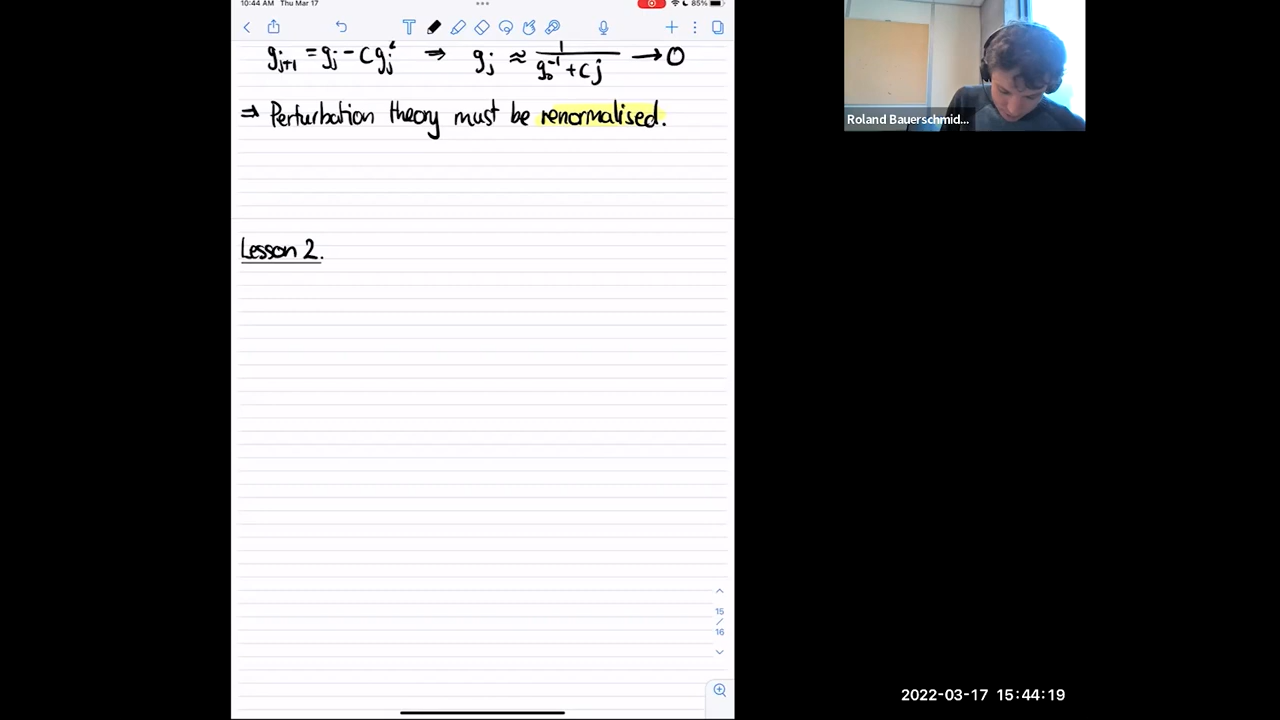 10:44 AM Thu Mar 17
85%
g_{j+1} = g_j - C g_j^2 ⇒ g_j ≈ 1/(g_0^{-1} + Cj) → 0
⇒ Perturbation theory must be renormalised.
Lesson 2.
15
/
16
Roland Bauerschmid...
2022-03-17 15:44:19